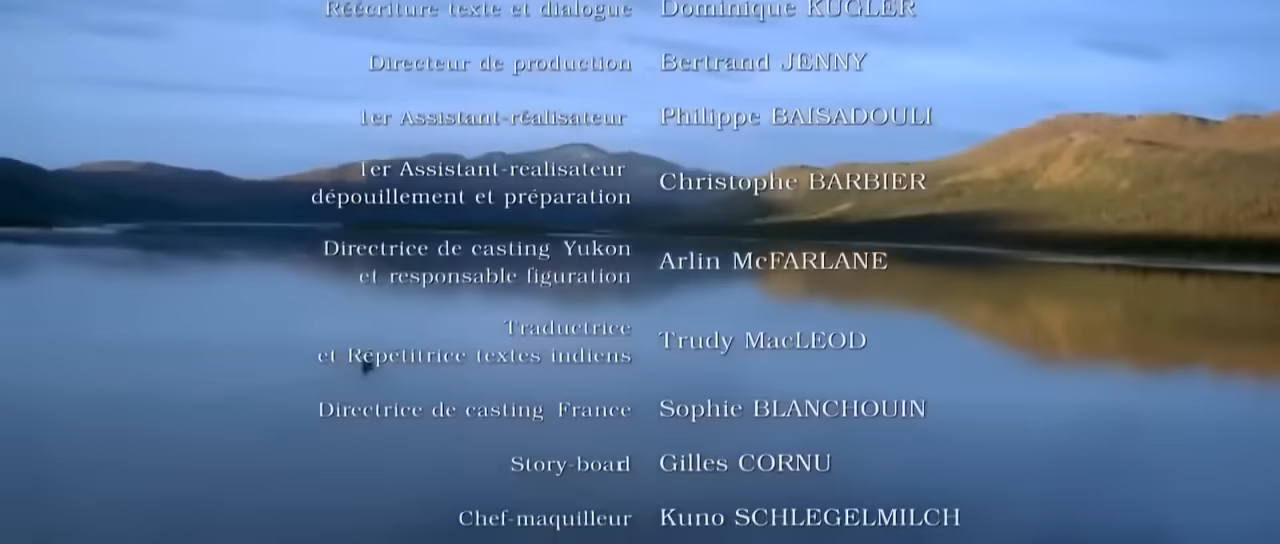 Réécriture texte et dialogue Dominique KUGLER
Directeur de production Bertrand JENNY
1er Assistant-réalisateur Philippe BAISADOULI
1er Assistant-réalisateur
dépouillement et préparation Christophe BARBIER
Directrice de casting Yukon
et responsable figuration Arlin McFARLANE
Traductrice
et Répétitrice textes indiens Trudy MacLEOD
Directrice de casting France Sophie BLANCHOUIN
Story-board Gilles CORNU
Chef-maquilleur Kuno SCHLEGELMILCH